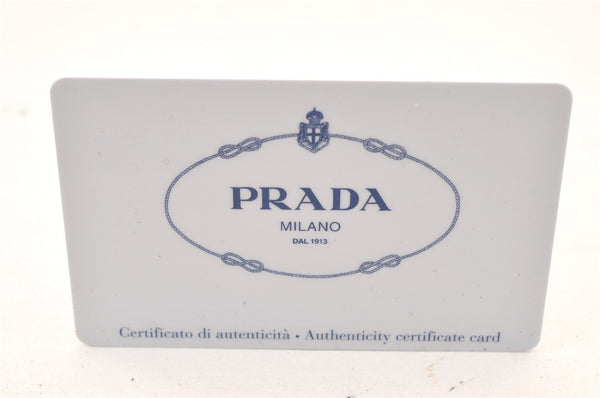 PRADA
MILANO
DAL 1913
Certificato di autenticità • Authenticity certificate card